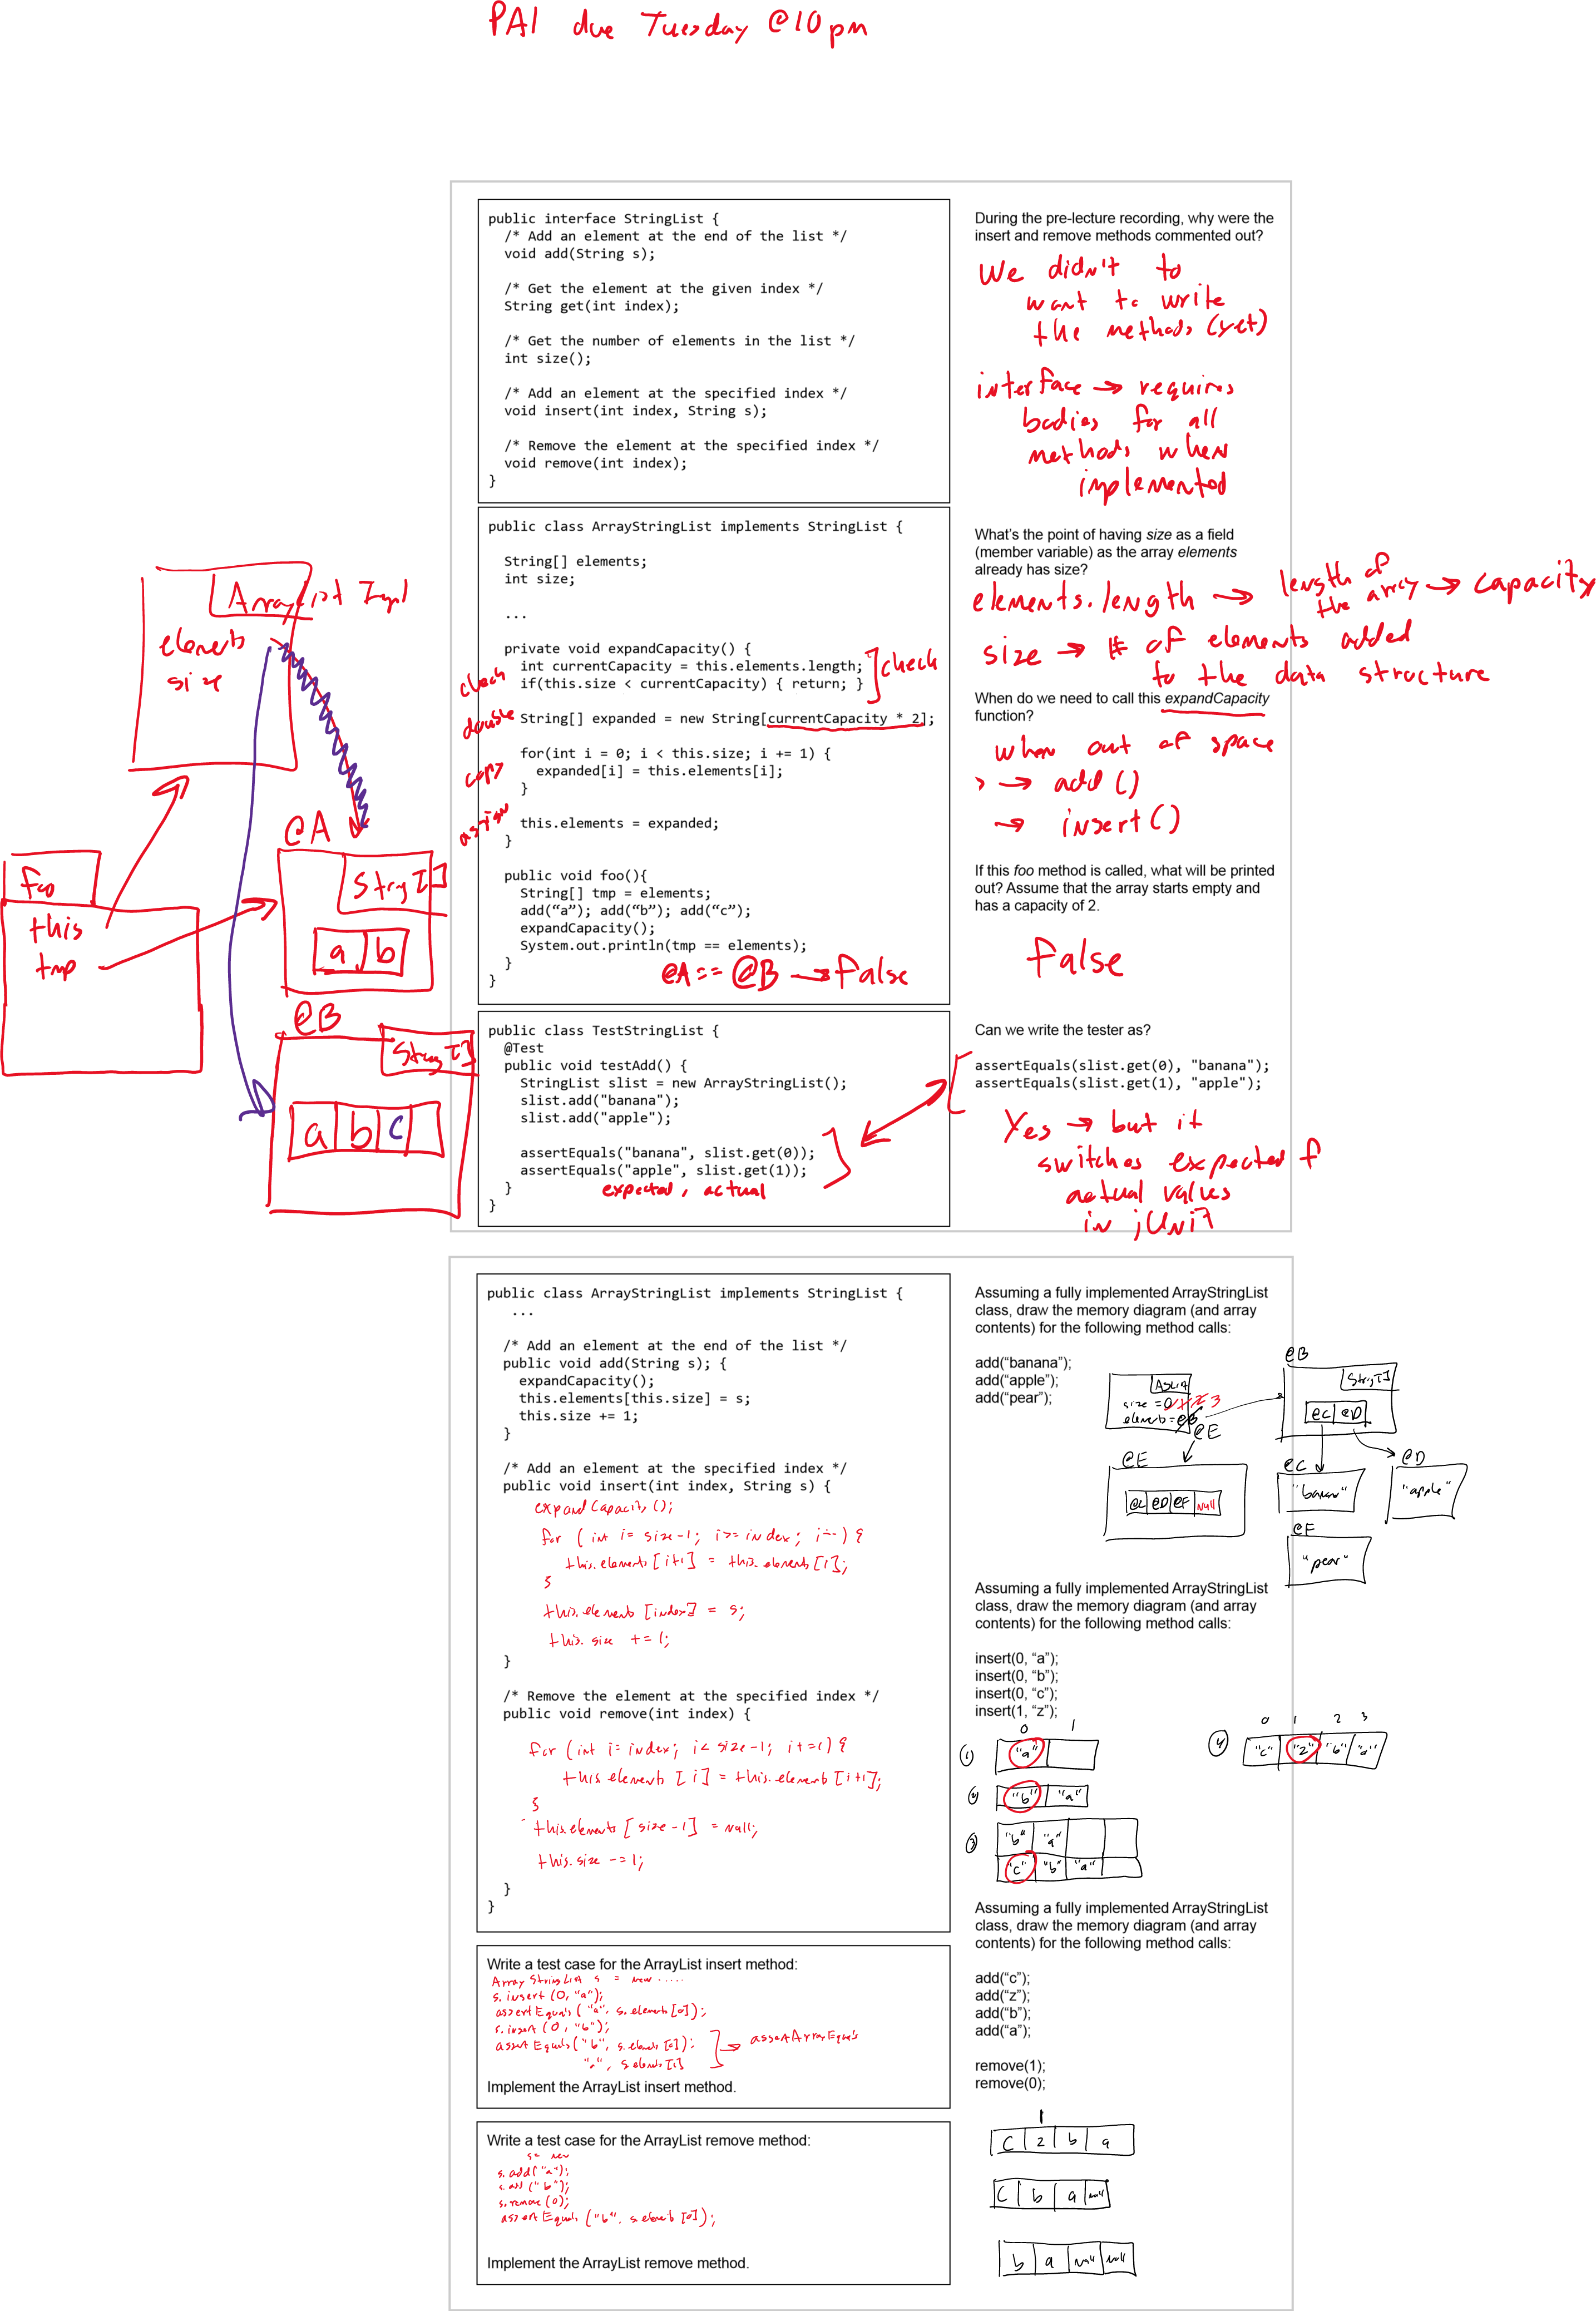 PA1 due Tuesday @10pm
public interface StringList {
/* Add an element at the end of the list */
void add(String s);
/* Get the element at the given index */
String get(int index);
/* Get the number of elements in the list */
int size();
/* Add an element at the specified index */
void insert(int index, String s);
/* Remove the element at the specified index */
void remove(int index);
}
During the pre-lecture recording, why were the
insert and remove methods commented out?
We didn't to
want to write
the methods (yet)
interface → requires
bodies for all
methods when
implemented
public class ArrayStringList implements StringList {
String[] elements;
int size;
...
private void expandCapacity() {
int currentCapacity = this.elements.length;
if(this.size < currentCapacity) { return; }
check
check
String[] expanded = new String[currentCapacity * 2];
double
for(int i = 0; i < this.size; i += 1) {
expanded[i] = this.elements[i];
}
copy
this.elements = expanded;
}
assign
public void foo(){
String[] tmp = elements;
add(“a”); add(“b”); add(“c”);
expandCapacity();
System.out.println(tmp == elements);
}
}
@A == @B → false
What’s the point of having size as a field
(member variable) as the array elements
already has size?
elements.length → length of
the array → capacity
size → # of elements added
to the data structure
When do we need to call this expandCapacity
function?
when out of space
→ add()
→ insert()
If this foo method is called, what will be printed
out? Assume that the array starts empty and
has a capacity of 2.
false
elements
size
@A
String[]
a b
foo
this
tmp
@B
String[]
a b c
public class TestStringList {
@Test
public void testAdd() {
StringList slist = new ArrayStringList();
slist.add("banana");
slist.add("apple");
assertEquals("banana", slist.get(0));
assertEquals("apple", slist.get(1));
}
expected, actual
}
Can we write the tester as?
assertEquals(slist.get(0), "banana");
assertEquals(slist.get(1), "apple");
Yes → but it
switches expected &
actual values
in jUnit
public class ArrayStringList implements StringList {
...
/* Add an element at the end of the list */
public void add(String s); {
expandCapacity();
this.elements[this.size] = s;
this.size += 1;
}
/* Add an element at the specified index */
public void insert(int index, String s) {
expandCapacity();
for (int i = size-1; i >= index; i--) {
this.elements[i+1] = this.elements[i];
}
this.elements[index] = s;
this.size += 1;
}
/* Remove the element at the specified index */
public void remove(int index) {
for (int i = index; i < size-1; i+=1) {
this.elements[i] = this.elements[i+1];
}
this.elements[size-1] = null;
this.size -= 1;
}
}
Assuming a fully implemented ArrayStringList
class, draw the memory diagram (and array
contents) for the following method calls:
add(“banana”);
add(“apple”);
add(“pear”);
@B
String[]
size = 0 1 2 3
elements = @B
@E
@C @D
@E
@C @D @F null
@C
"banana"
@D
"apple"
@F
"pear"
Assuming a fully implemented ArrayStringList
class, draw the memory diagram (and array
contents) for the following method calls:
insert(0, “a”);
insert(0, “b”);
insert(0, “c”);
insert(1, “z”);
0 1
① "a"
② "b" "a"
③ "b" "a"
"c" "b" "a"
0 1 2 3
④ "c" "z" "b" "a"
Assuming a fully implemented ArrayStringList
class, draw the memory diagram (and array
contents) for the following method calls:
add(“c”);
add(“z”);
add(“b”);
add(“a”);
remove(1);
remove(0);
1
c z b a
c b a null
b a null null
Write a test case for the ArrayList insert method:
ArrayStringList s = new .....
s.insert(0, "a");
assertEquals("a", s.elements[0]);
s.insert(0, "b");
assertEquals("b", s.elements[0]); → assertArrayEquals
"a", s.elements[1]
Implement the ArrayList insert method.
Write a test case for the ArrayList remove method:
s = new
s.add("a");
s.add("b");
s.remove(0);
assertEquals("b", s.elements[0]);
Implement the ArrayList remove method.